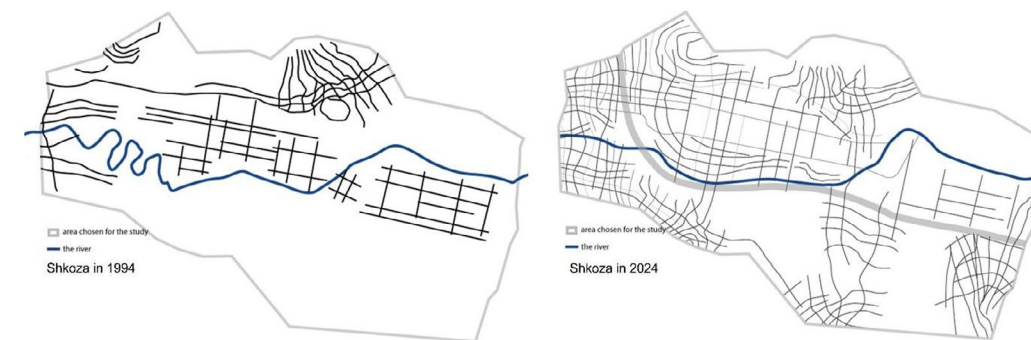 area chosen for the study
the river
Shkoza in 1994
area chosen for the study
the river
Shkoza in 2024